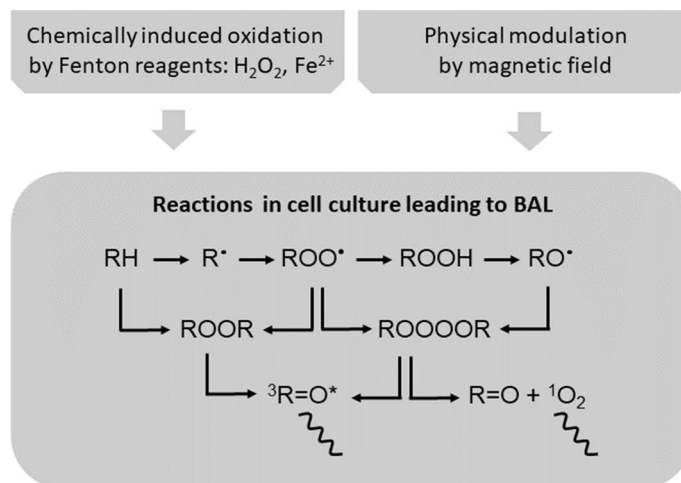 Chemically induced oxidation
by Fenton reagents: H₂O₂, Fe²⁺
Physical modulation
by magnetic field
Reactions in cell culture leading to BAL
RH → R• → ROO• → ROOH → RO•
ROOR ROOOOR
³R=O* R=O + ¹O₂